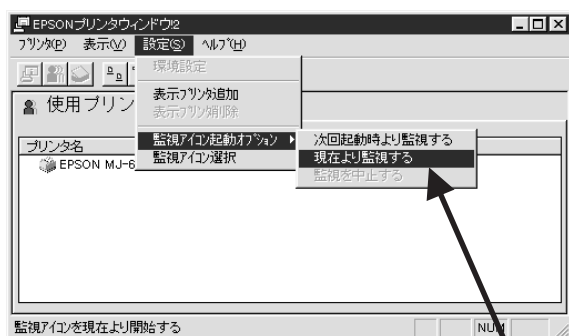 EPSONプリンタウィンドウ!2
プリンタ(P) 表示(V) 設定(S) ヘルプ(H)
環境設定
使用プリン
表示プリンタ追加
表示プリンタ削除
プリンタ名
監視アイコン起動オプション
次回起動時より監視する
EPSON MJ-6
監視アイコン選択
現在より監視する
監視を中止する
監視アイコンを現在より開始する
NUM